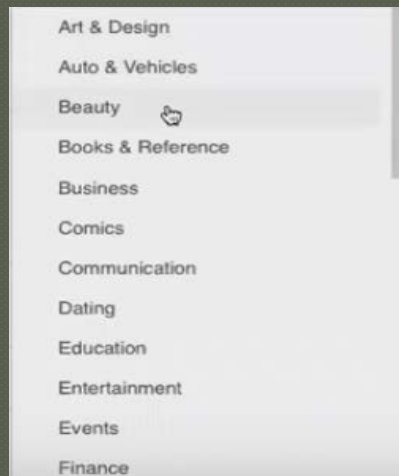 Art & Design
Auto & Vehicles
Beauty
Books & Reference
Business
Comics
Communication
Dating
Education
Entertainment
Events
Finance